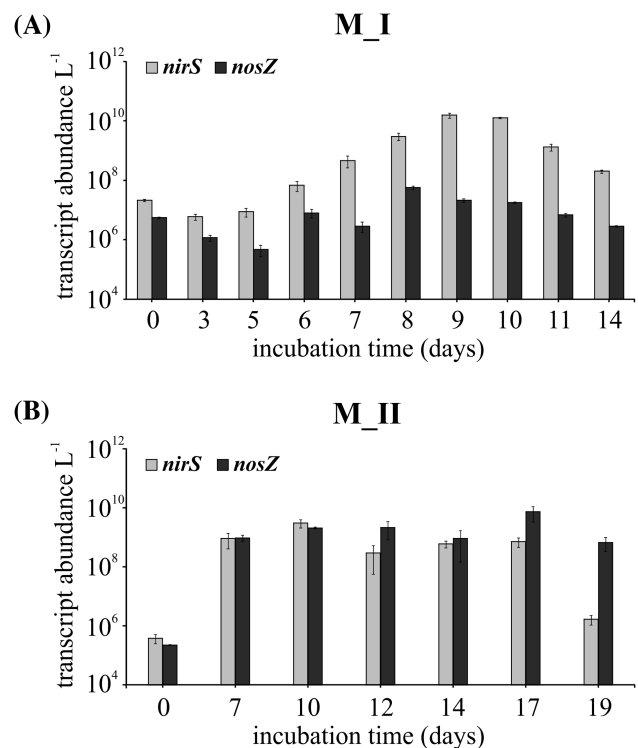 (A) M_I
nirS nosZ
transcript abundance L⁻¹
10¹²
10¹⁰
10⁸
10⁶
10⁴
0 3 5 6 7 8 9 10 11 14
incubation time (days)
(B) M_II
nirS nosZ
transcript abundance L⁻¹
10¹²
10¹⁰
10⁸
10⁶
10⁴
0 7 10 12 14 17 19
incubation time (days)